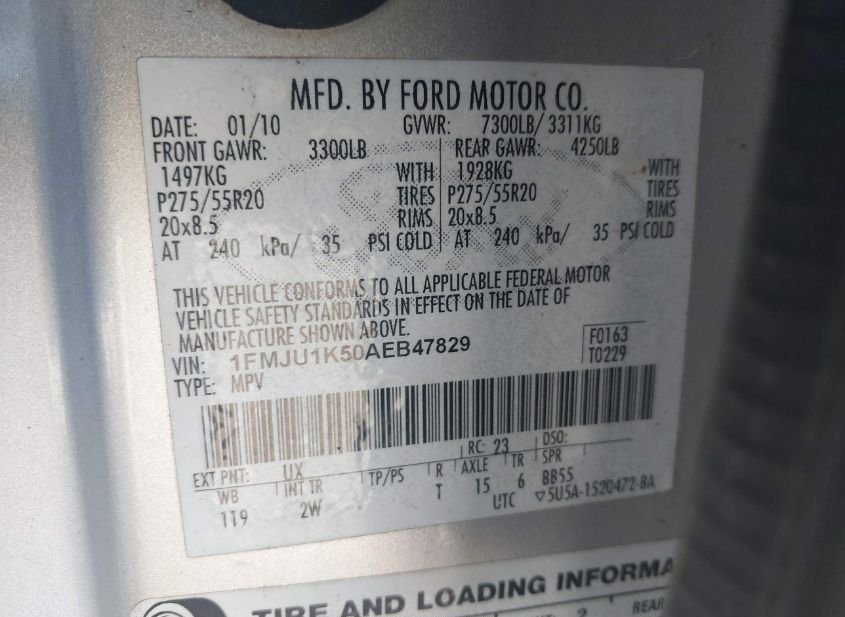 MFD. BY FORD MOTOR CO.
DATE: 01/10 GVWR: 7300LB/ 3311KG
FRONT GAWR: 3300LB REAR GAWR: 4250LB
1497KG WITH 1928KG WITH
P275/55R20 TIRES P275/55R20 TIRES
20x8.5 RIMS 20x8.5 RIMS
AT 240 kPa/ 35 PSI COLD AT 240 kPa/ 35 PSI COLD
THIS VEHICLE CONFORMS TO ALL APPLICABLE FEDERAL MOTOR
VEHICLE SAFETY STANDARDS IN EFFECT ON THE DATE OF
MANUFACTURE SHOWN ABOVE.
VIN: 1FMJU1K50AEB47829 F0163
TYPE: MPV T0229
RC: 23 DSO:
EXT PNT: UX TP/PS R AXLE TR SPR
WB INT TR T 15 6 BB55
119 2W UTC ▽5U5A-1520472-BA
TIRE AND LOADING INFORMA
2 REAR